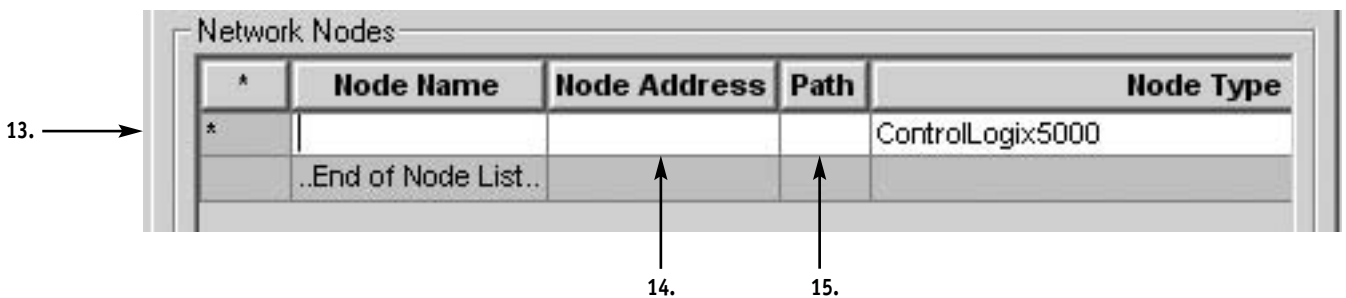 Network Nodes
* Node Name Node Address Path Node Type
13. * ControlLogix5000
..End of Node List..
14. 15.